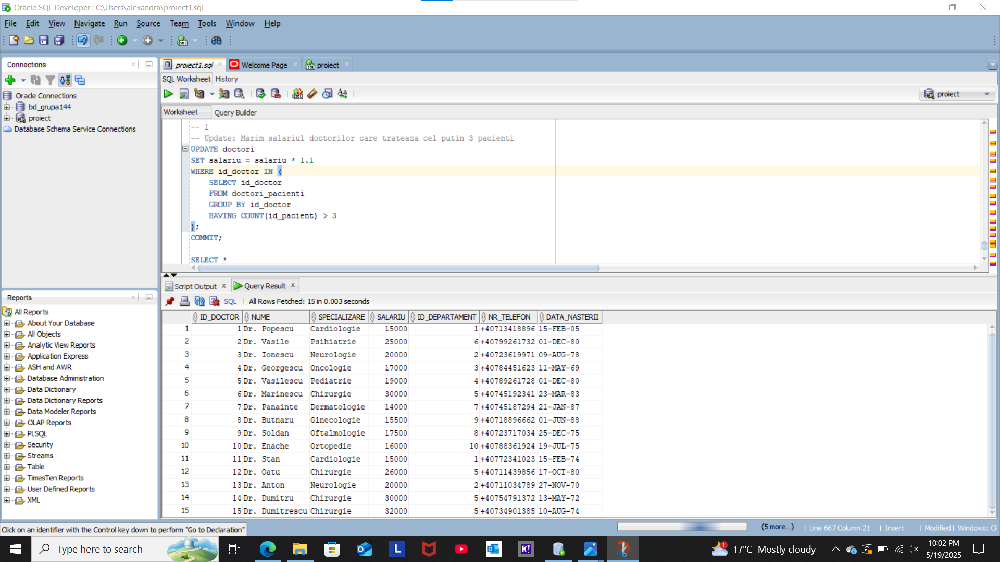 Oracle SQL Developer : C:\Users\alexandra\proiect1.sql
File Edit View Navigate Run Source Team Tools Window Help
Connections
Oracle Connections
bd_grupa144
proiect
Database Schema Service Connections
Reports
All Reports
About Your Database
All Objects
Analytic View Reports
Application Express
ASH and AWR
Database Administration
Data Dictionary
Data Dictionary Reports
Data Modeler Reports
OLAP Reports
PLSQL
Security
Streams
Table
TimesTen Reports
User Defined Reports
XML
proiect1.sql Welcome Page proiect
SQL Worksheet History
proiect
Worksheet Query Builder
-- 1
-- Update: Marim salariul doctorilor care trateaza cel putin 3 pacienti
UPDATE doctori
SET salariu = salariu * 1.1
WHERE id_doctor IN (
SELECT id_doctor
FROM doctori_pacienti
GROUP BY id_doctor
HAVING COUNT(id_pacient) > 3
);
COMMIT;
SELECT *
Script Output Query Result
SQL All Rows Fetched: 15 in 0.003 seconds
ID_DOCTOR NUME SPECIALIZARE SALARIU ID_DEPARTAMENT NR_TELEFON DATA_NASTERII
1 1 Dr. Popescu Cardiologie 15000 1 +40713418896 15-FEB-05
2 2 Dr. Vasile Psihiatrie 25000 6 +40799261732 01-DEC-80
3 3 Dr. Ionescu Neurologie 20000 2 +40723619971 09-AUG-78
4 4 Dr. Georgescu Oncologie 17000 3 +40784451623 11-MAY-69
5 5 Dr. Vasilescu Pediatrie 19000 4 +40789261728 01-DEC-80
6 6 Dr. Marinescu Chirurgie 30000 5 +40745192341 23-MAR-83
7 7 Dr. Panainte Dermatologie 14000 7 +40745187294 21-JAN-87
8 8 Dr. Butnaru Ginecologie 15500 9 +40718896662 01-JUN-88
9 9 Dr. Soldan Oftalmologie 17500 8 +40723717034 25-DEC-75
10 10 Dr. Enache Ortopedie 16000 10 +40788361924 19-JUL-75
11 11 Dr. Stan Cardiologie 15000 1 +40772341023 15-FEB-74
12 12 Dr. Oatu Chirurgie 26000 5 +40711439856 17-OCT-80
13 13 Dr. Anton Neurologie 20000 2 +40711034789 27-NOV-70
14 14 Dr. Dumitru Chirurgie 30000 5 +40754791372 13-MAY-72
15 15 Dr. Dumitrescu Chirurgie 32000 5 +40734901385 10-AUG-74
Click on an identifier with the Control key down to perform "Go to Declaration"
(5 more...) | Line 667 Column 21 | Insert | Modified | Windows: CF
Type here to search
17°C Mostly cloudy
10:02 PM
5/19/2025